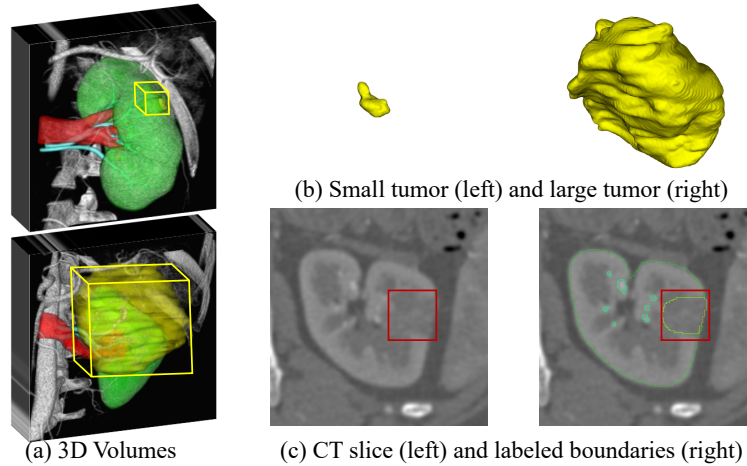 (b) Small tumor (left) and large tumor (right)
(a) 3D Volumes
(c) CT slice (left) and labeled boundaries (right)